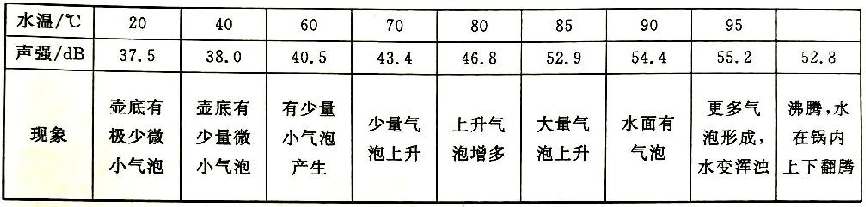 水温/℃ 20 40 60 70 80 85 90 95
声强/dB 37.5 38.0 40.5 43.4 46.8 52.9 54.4 55.2 52.8
现象
壶底有
极少微
小气泡
壶底有
少量微
小气泡
有少量
小气泡
产生
少量气
泡上升
上升气
泡增多
大量气
泡上升
水面有
气泡
更多气
泡形成,
水变浑浊
沸腾,水
在锅内
上下翻腾